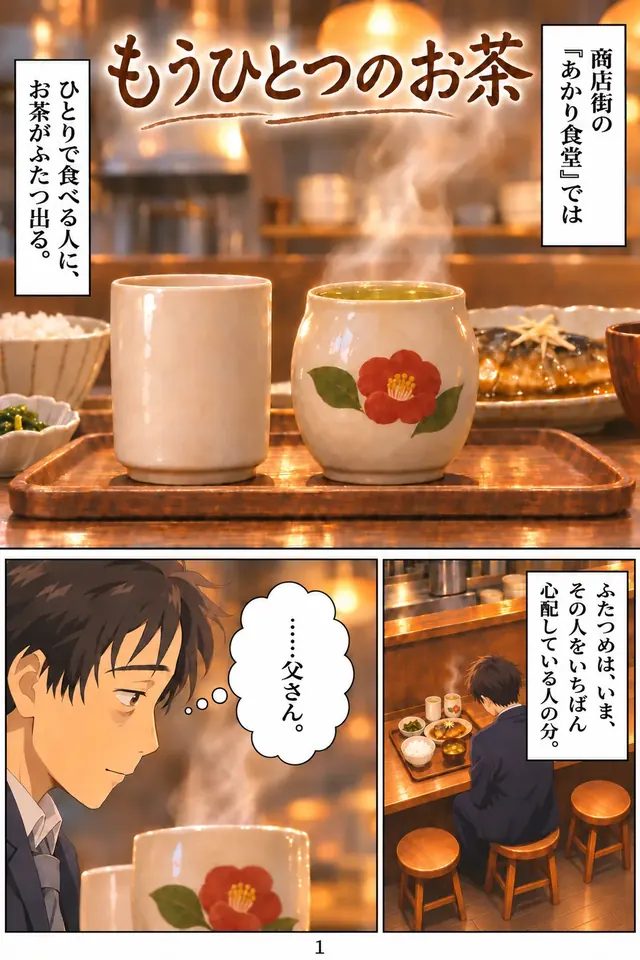 もうひとつのお茶
商店街の
『あかり食堂』では
ひとりで食べる人に、
お茶がふたつ出る。
ふたつめは、いま、
その人をいちばん
心配している人の分。
……父さん。
1